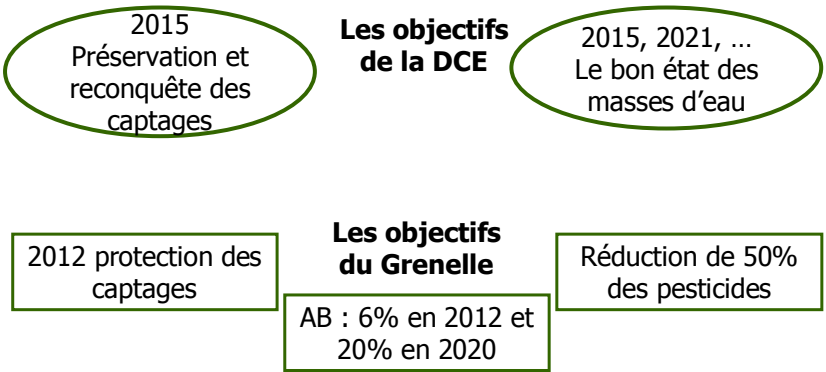 2015
Préservation et
reconquête des
captages
Les objectifs
de la DCE
2015, 2021, …
Le bon état des
masses d’eau
2012 protection des
captages
Les objectifs
du Grenelle
AB : 6% en 2012 et
20% en 2020
Réduction de 50%
des pesticides